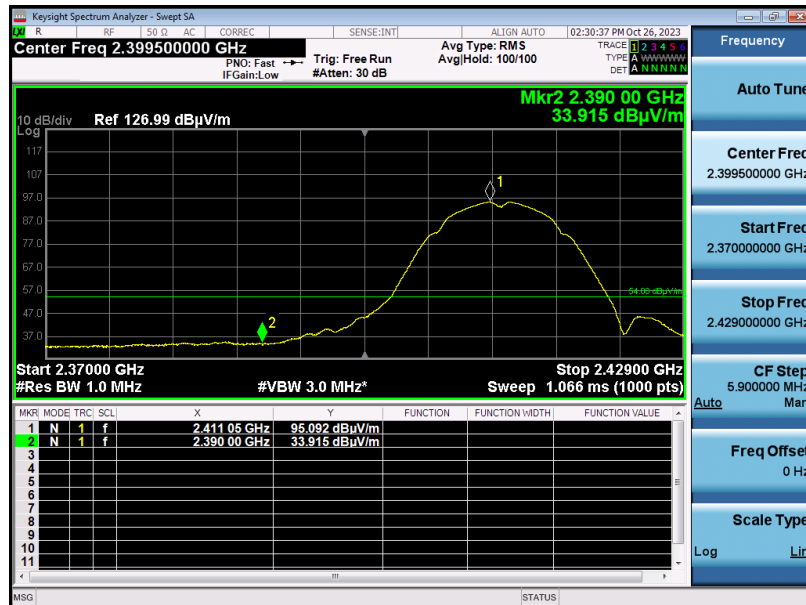 Keysight Spectrum Analyzer - Swept SA
LXI R RF 50 Ω AC CORREC SENSE:INT ALIGN AUTO 02:30:37 PM Oct 26, 2023
Center Freq 2.399500000 GHz
PNO: Fast
IFGain:Low
Trig: Free Run
#Atten: 30 dB
Avg Type: RMS
Avg|Hold: 100/100
TRACE 1 2 3 4 5 6
TYPE A WWWWW
DET A N N N N N
Mkr2 2.390 00 GHz
33.915 dBµV/m
10 dB/div Ref 126.99 dBµV/m
Log
117
107
97.0
87.0
77.0
67.0
57.0
47.0
37.0
1
54.00 dBµV/m
2
Start 2.37000 GHz Stop 2.42900 GHz
#Res BW 1.0 MHz #VBW 3.0 MHz* Sweep 1.066 ms (1000 pts)
MKR MODE TRC SCL X Y FUNCTION FUNCTION WIDTH FUNCTION VALUE
1 N 1 f 2.411 05 GHz 95.092 dBµV/m
2 N 1 f 2.390 00 GHz 33.915 dBµV/m
3
4
5
6
7
8
9
10
11
MSG STATUS
Frequency
Auto Tune
Center Freq
2.399500000 GHz
Start Freq
2.370000000 GHz
Stop Freq
2.429000000 GHz
CF Step
5.900000 MHz
Auto Man
Freq Offset
0 Hz
Scale Type
Log Lin